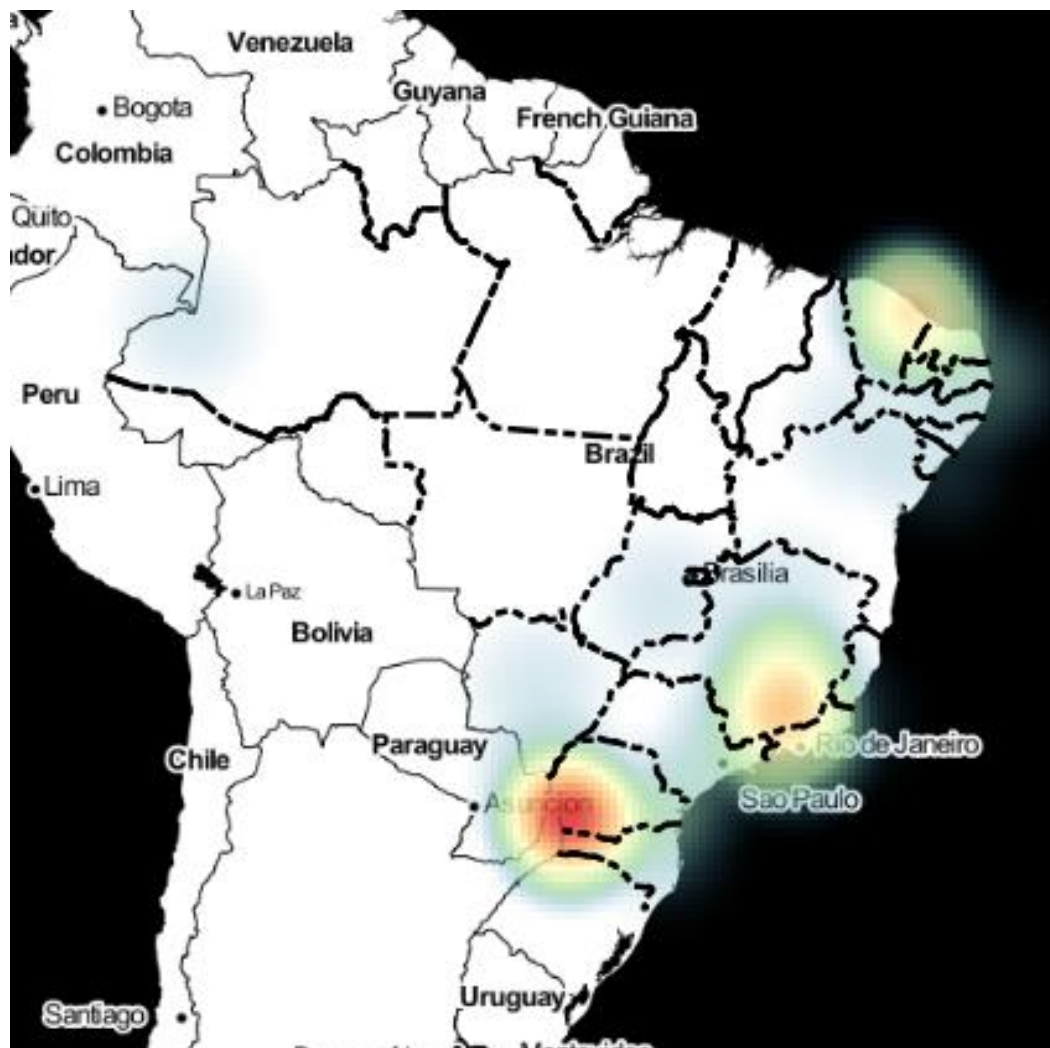 Venezuela
Guyana
Bogota
French Guiana
Colombia
Quito
dor
Peru
Brazil
Lima
Brasilia
La Paz
Bolivia
Paraguay
Rio de Janeiro
Chile
Asuncion
Sao Paulo
Uruguay
Santiago